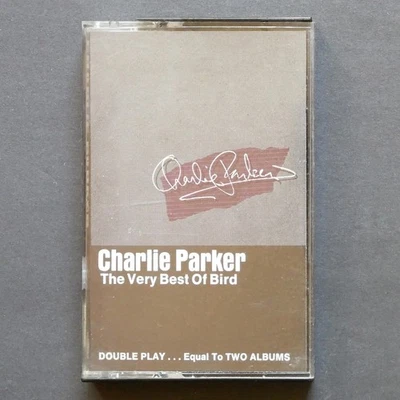 Charlie Parker
Charlie Parker
The Very Best Of Bird
DOUBLE PLAY . . . Equal To TWO ALBUMS